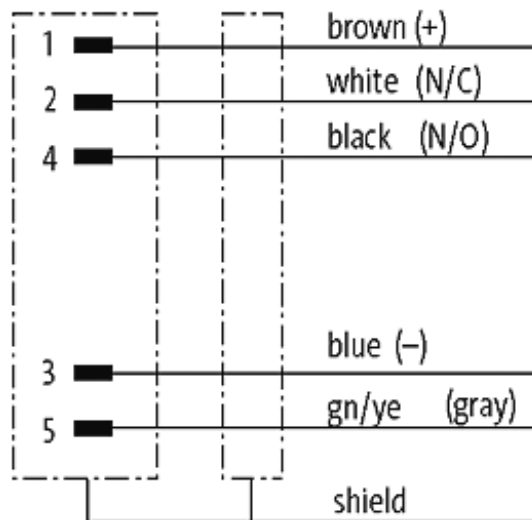 1 brown (+)
2 white (N/C)
4 black (N/O)
3 blue (–)
5 gn/ye (gray)
shield